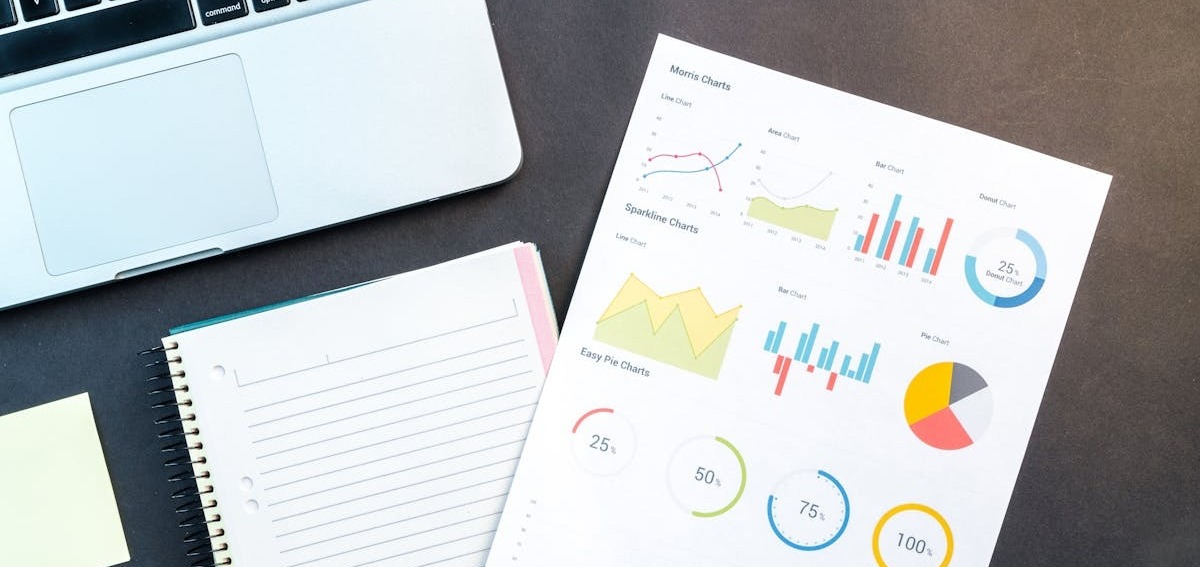 command
Morris Charts
Line Chart
Area Chart
Bar Chart
Donut Chart
25%
Donut Chart
Sparkline Charts
Line Chart
Bar Chart
Pie Chart
Easy Pie Charts
25%
50%
75%
100%